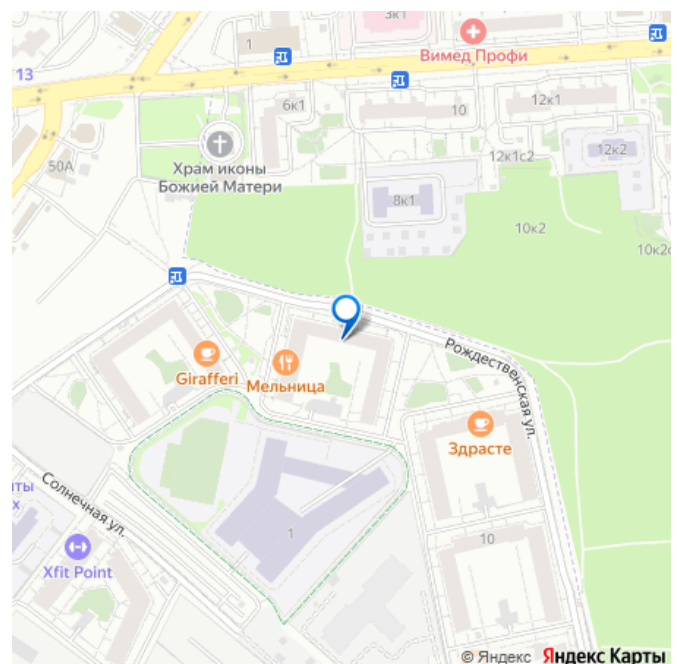 3к1
1
Вимед Профи
13
6к1
10
12к1
50А
Храм иконы
Божией Матери
12к1с2
12к2
8к1
10к2
10к2
Рождественская ул.
Girafferi
Мельница
Здрасте
Солнечная ул.
1
10
Xfit Point
© Яндекс Яндекс Карты